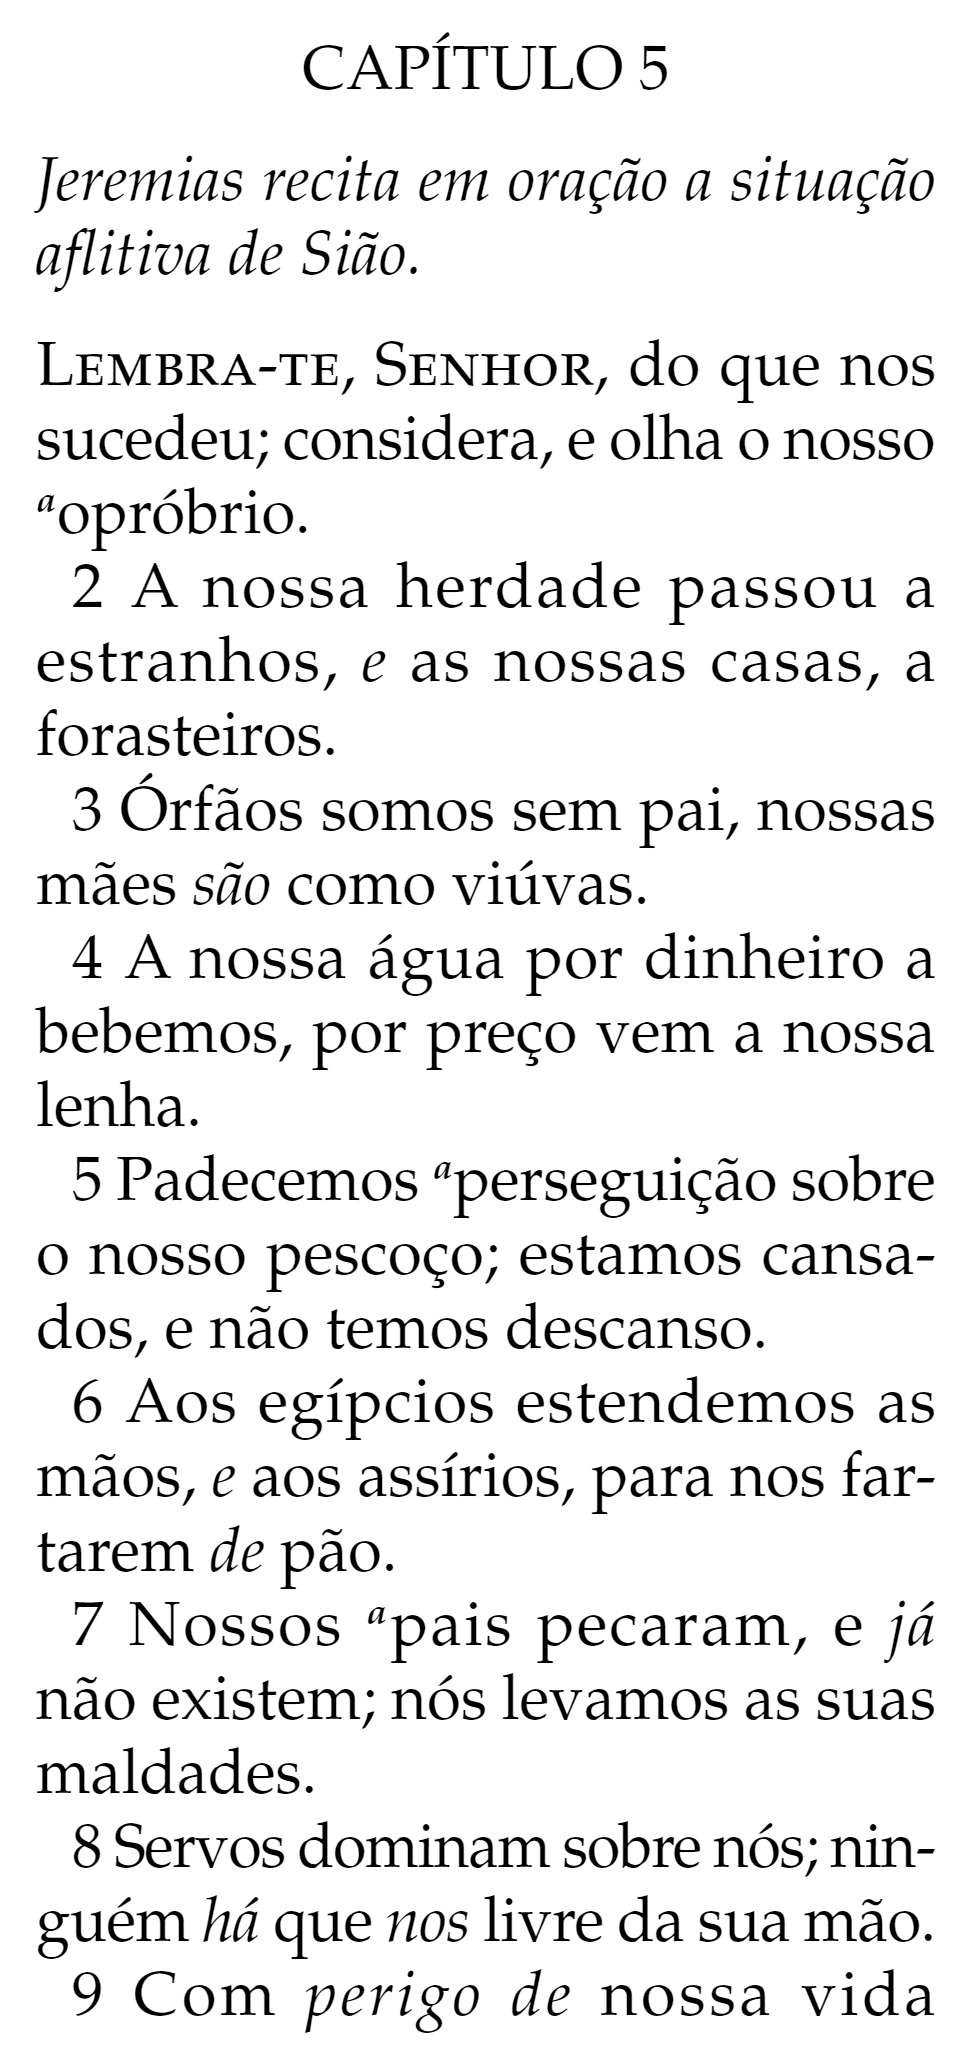 CAPÍTULO 5
Jeremias recita em oração a situação
aflitiva de Sião.
LEMBRA-TE, SENHOR, do que nos
sucedeu; considera, e olha o nosso
ᵃopróbrio.
2 A nossa herdade passou a
estranhos, e as nossas casas, a
forasteiros.
3 Órfãos somos sem pai, nossas
mães são como viúvas.
4 A nossa água por dinheiro a
bebemos, por preço vem a nossa
lenha.
5 Padecemos ᵃperseguição sobre
o nosso pescoço; estamos cansa-
dos, e não temos descanso.
6 Aos egípcios estendemos as
mãos, e aos assírios, para nos far-
tarem de pão.
7 Nossos ᵃpais pecaram, e já
não existem; nós levamos as suas
maldades.
8 Servos dominam sobre nós; nin-
guém há que nos livre da sua mão.
9 Com perigo de nossa vida